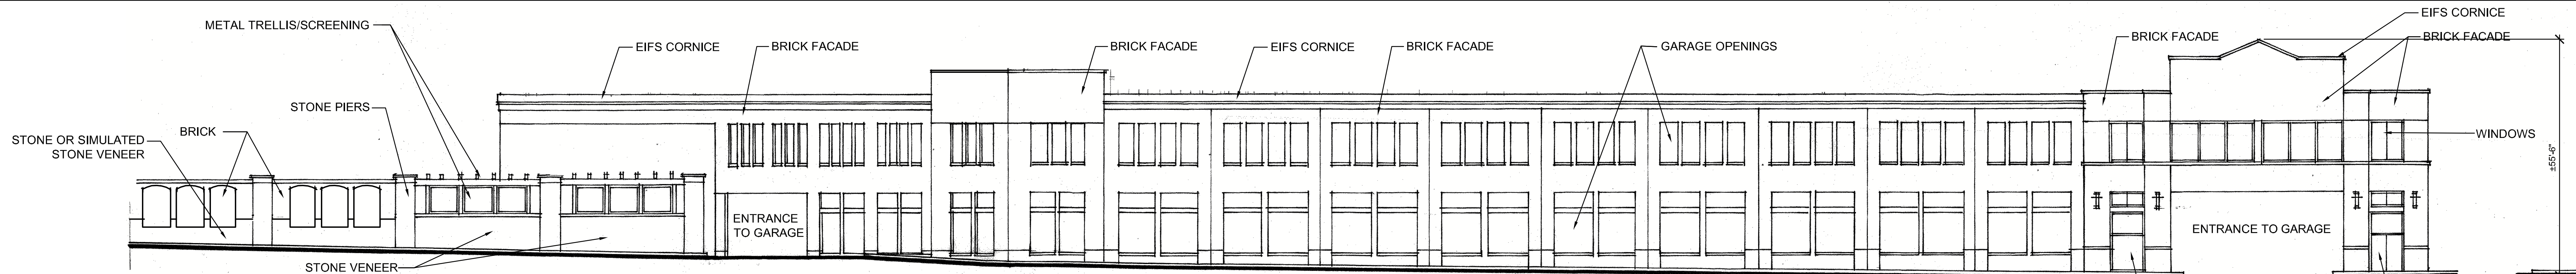 METAL TRELLIS/SCREENING
EIFS CORNICE
BRICK FACADE
BRICK FACADE
EIFS CORNICE
BRICK FACADE
GARAGE OPENINGS
BRICK FACADE
EIFS CORNICE
BRICK FACADE
STONE PIERS
BRICK
STONE OR SIMULATED
STONE VENEER
WINDOWS
±55'-6"
ENTRANCE
TO GARAGE
ENTRANCE TO GARAGE
STONE VENEER